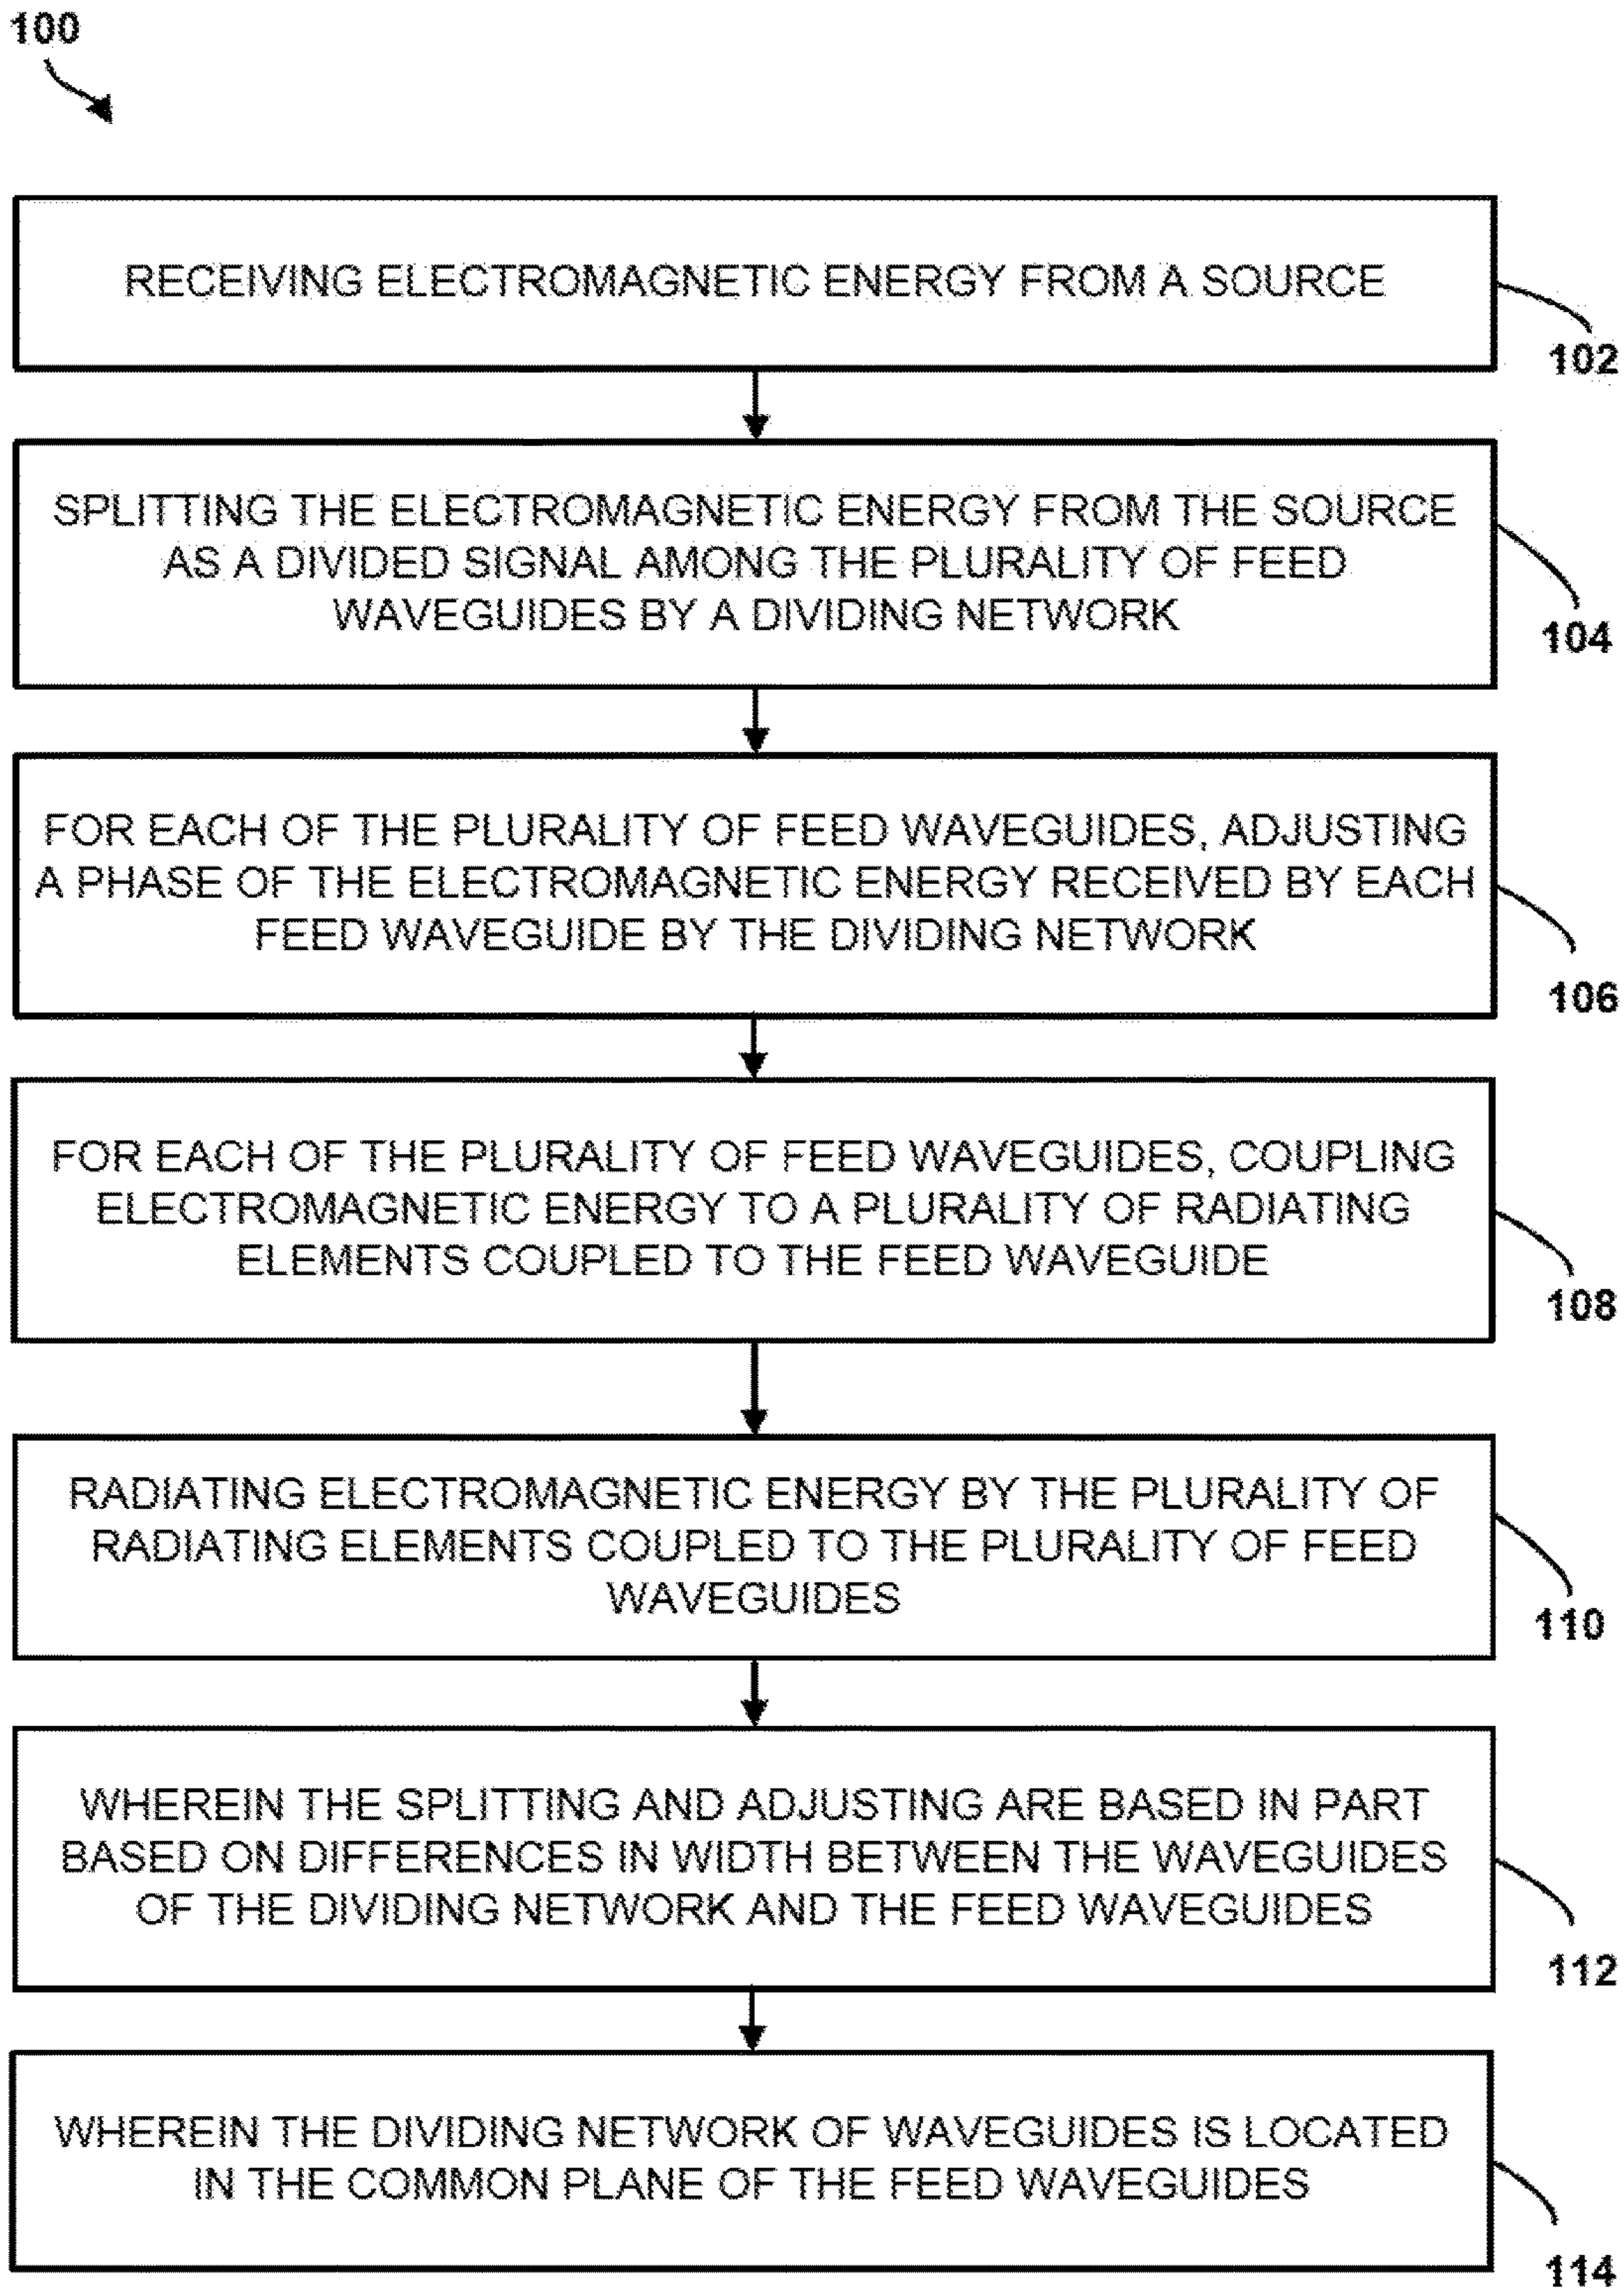 100
RECEIVING ELECTROMAGNETIC ENERGY FROM A SOURCE
102
SPLITTING THE ELECTROMAGNETIC ENERGY FROM THE SOURCE
AS A DIVIDED SIGNAL AMONG THE PLURALITY OF FEED
WAVEGUIDES BY A DIVIDING NETWORK
104
FOR EACH OF THE PLURALITY OF FEED WAVEGUIDES, ADJUSTING
A PHASE OF THE ELECTROMAGNETIC ENERGY RECEIVED BY EACH
FEED WAVEGUIDE BY THE DIVIDING NETWORK
106
FOR EACH OF THE PLURALITY OF FEED WAVEGUIDES, COUPLING
ELECTROMAGNETIC ENERGY TO A PLURALITY OF RADIATING
ELEMENTS COUPLED TO THE FEED WAVEGUIDE
108
RADIATING ELECTROMAGNETIC ENERGY BY THE PLURALITY OF
RADIATING ELEMENTS COUPLED TO THE PLURALITY OF FEED
WAVEGUIDES
110
WHEREIN THE SPLITTING AND ADJUSTING ARE BASED IN PART
BASED ON DIFFERENCES IN WIDTH BETWEEN THE WAVEGUIDES
OF THE DIVIDING NETWORK AND THE FEED WAVEGUIDES
112
WHEREIN THE DIVIDING NETWORK OF WAVEGUIDES IS LOCATED
IN THE COMMON PLANE OF THE FEED WAVEGUIDES
114